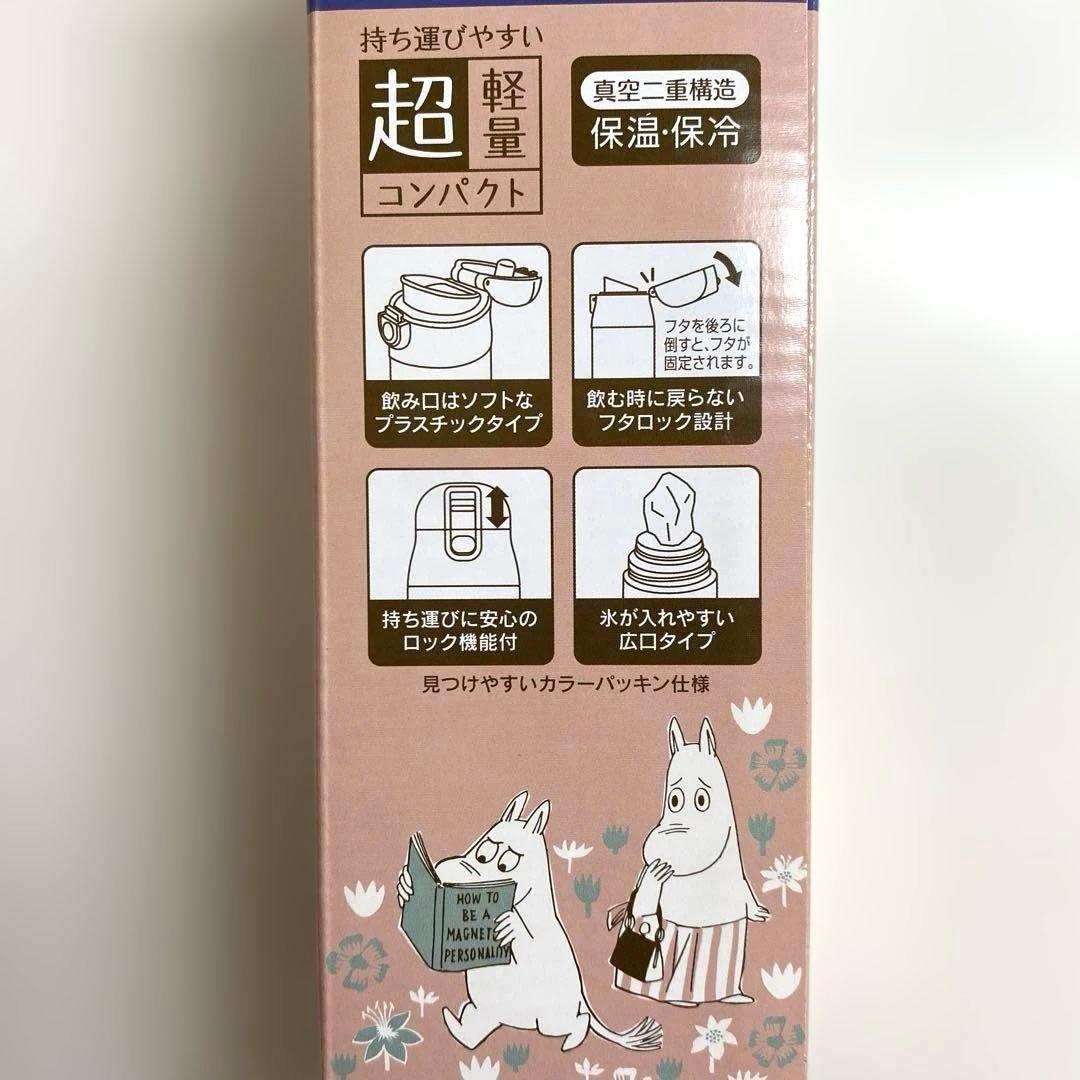 持ち運びやすい
超軽量
コンパクト
真空二重構造
保温・保冷
飲み口はソフトな
プラスチックタイプ
フタを後ろに
倒すと、フタが
固定されます。
飲む時に戻らない
フタロック設計
持ち運びに安心の
ロック機能付
氷が入れやすい
広口タイプ
見つけやすいカラーパッキン仕様
HOW TO
BE A
MAGNET
PERSONALITY